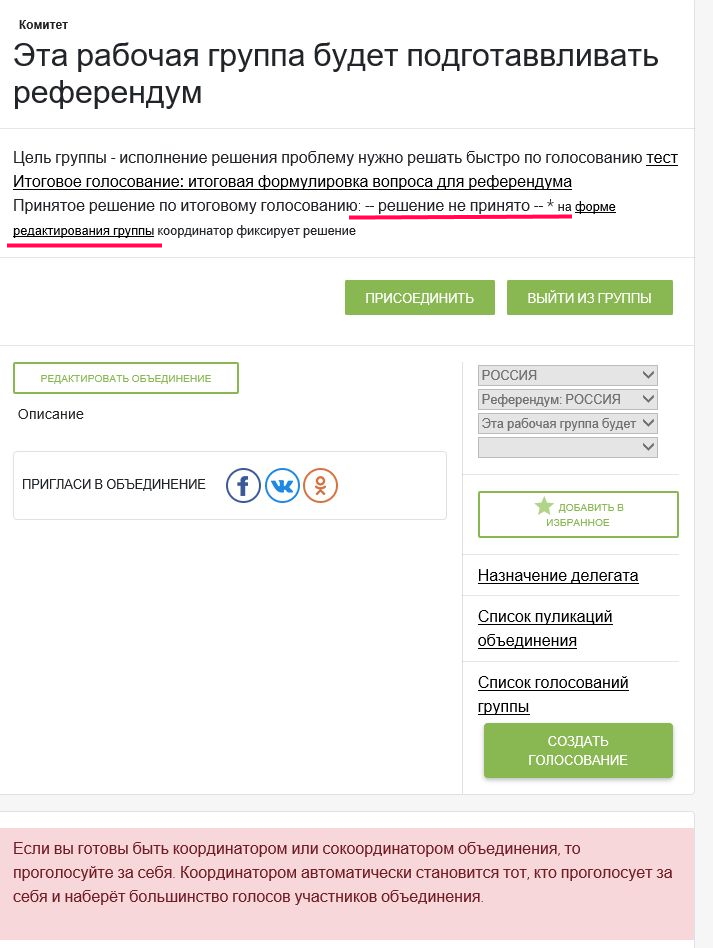 Комитет
Эта рабочая группа будет подготаввливать
референдум
Цель группы - исполнение решения проблему нужно решать быстро по голосованию тест
Итоговое голосование: итоговая формулировка вопроса для референдума
Принятое решение по итоговому голосованию: -- решение не принято -- * на форме
редактирования группы координатор фиксирует решение
ПРИСОЕДИНИТЬ
ВЫЙТИ ИЗ ГРУППЫ
РЕДАКТИРОВАТЬ ОБЪЕДИНЕНИЕ
Описание
ПРИГЛАСИ В ОБЪЕДИНЕНИЕ
РОССИЯ
Референдум: РОССИЯ
Эта рабочая группа будет
ДОБАВИТЬ В
ИЗБРАННОЕ
Назначение делегата
Список пуликаций
объединения
Список голосований
группы
СОЗДАТЬ
ГОЛОСОВАНИЕ
Если вы готовы быть координатором или сокоординатором объединения, то
проголосуйте за себя. Координатором автоматически становится тот, кто проголосует за
себя и наберёт большинство голосов участников объединения.